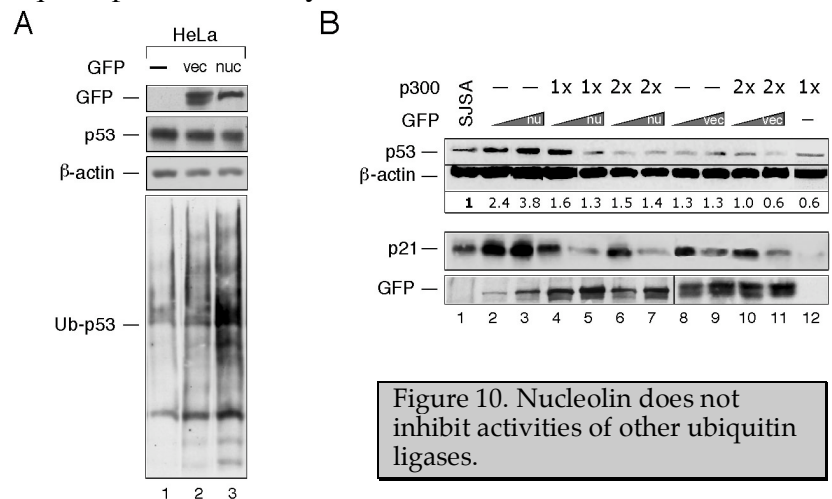 A
HeLa
GFP — vec nuc
GFP —
p53 —
β-actin —
Ub-p53 —
1 2 3
B
p300 SJSA — — 1x 1x 2x 2x — — 2x 2x 1x
GFP nu nu nu vec vec —
p53 —
β-actin —
1 2.4 3.8 1.6 1.3 1.5 1.4 1.3 1.3 1.0 0.6 0.6
p21 —
GFP —
1 2 3 4 5 6 7 8 9 10 11 12
Figure 10. Nucleolin does not
inhibit activities of other ubiquitin
ligases.